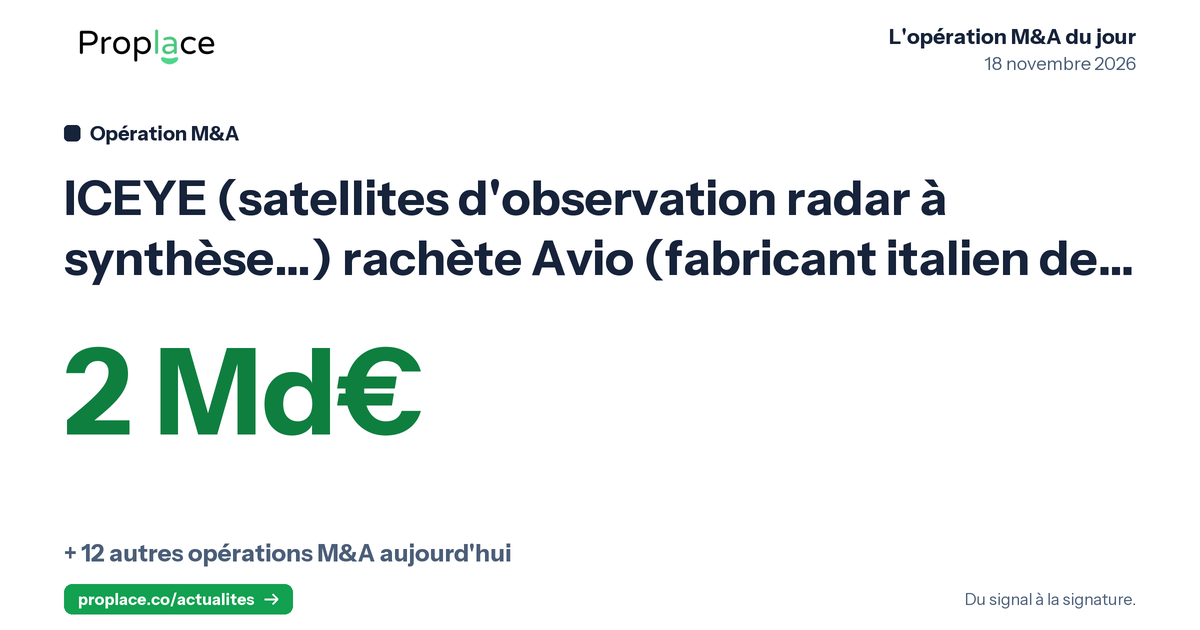 Proplace
L'opération M&A du jour
18 novembre 2026
Opération M&A
ICEYE (satellites d'observation radar à
synthèse...) rachète Avio (fabricant italien de...
2 Md€
+ 12 autres opérations M&A aujourd'hui
proplace.co/actualites →
Du signal à la signature.